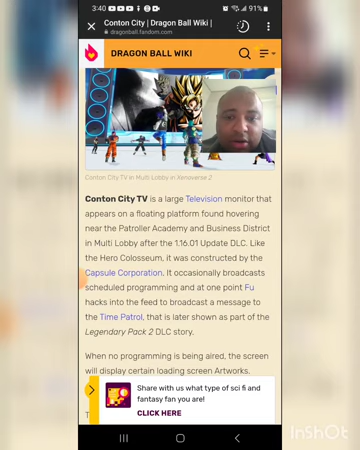 3:40
91%
Conton City | Dragon Ball Wiki |
dragonball.fandom.com
DRAGON BALL WIKI
Conton City TV in Multi Lobby in Xenoverse 2
Conton City TV is a large Television monitor that
appears on a floating platform found hovering
near the Patroller Academy and Business District
in Multi Lobby after the 1.16.01 Update DLC. Like
the Hero Colosseum, it was constructed by the
Capsule Corporation. It occasionally broadcasts
scheduled programming and at one point Fu
hacks into the feed to broadcast a message to
the Time Patrol, that is later shown as part of the
Legendary Pack 2 DLC story.
When no programming is being aired, the screen
will display certain loading screen Artworks.
Share with us what type of sci fi and
fantasy fan you are!
CLICK HERE
T
InShot